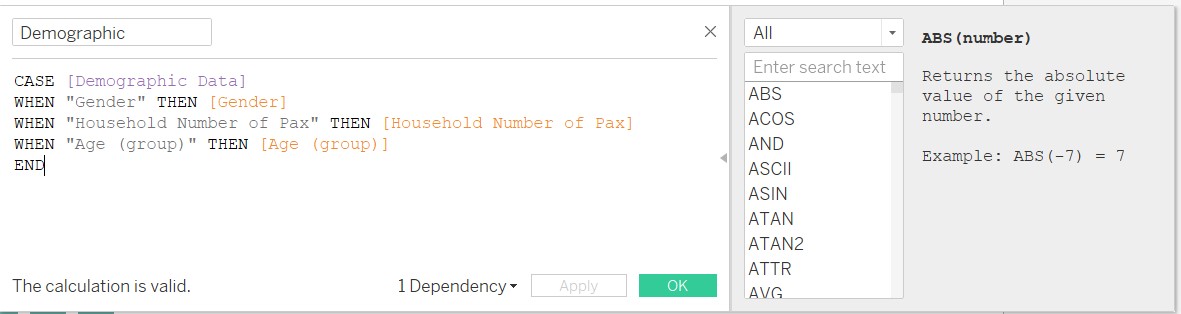 Demographic
CASE [Demographic Data]
WHEN "Gender" THEN [Gender]
WHEN "Household Number of Pax" THEN [Household Number of Pax]
WHEN "Age (group)" THEN [Age (group)]
END
The calculation is valid.
1 Dependency
Apply
OK
All
Enter search text
ABS
ACOS
AND
ASCII
ASIN
ATAN
ATAN2
ATTR
AVG
ABS(number)
Returns the absolute
value of the given
number.
Example: ABS(-7) = 7